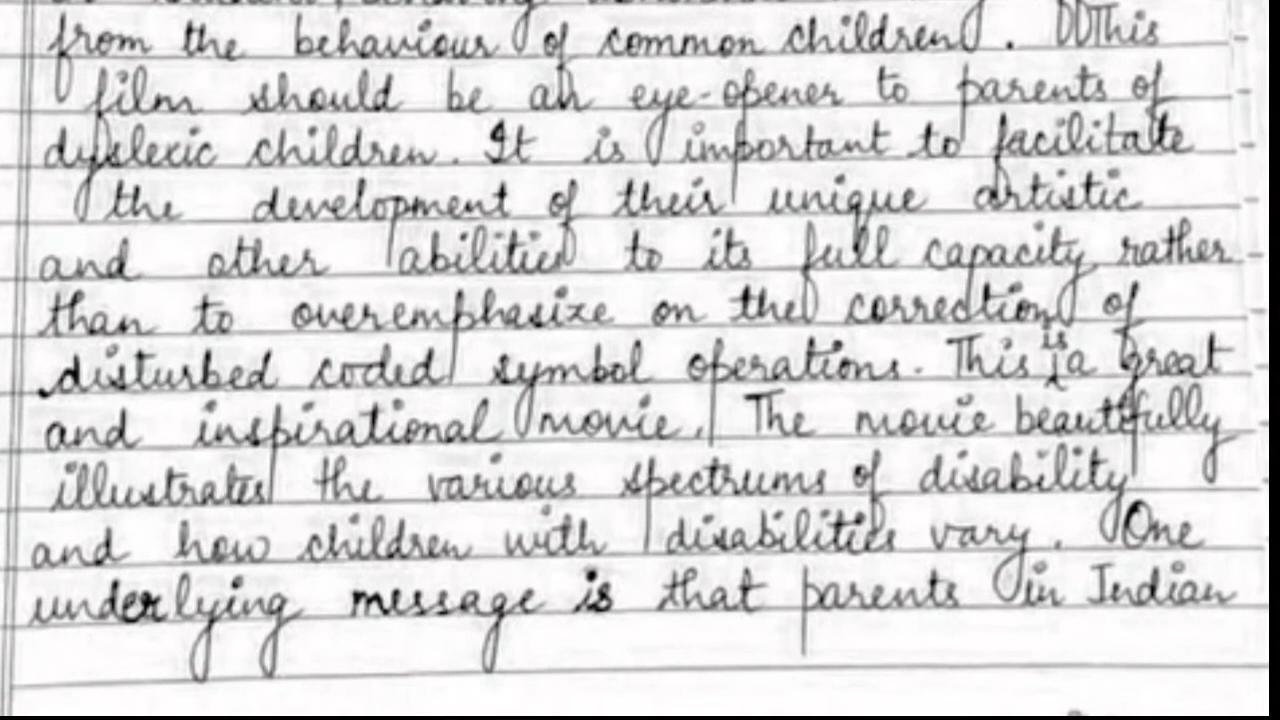 from the behaviour of common children. This
film should be an eye-opener to parents of
dyslexic children. It is important to facilitate
the development of their unique artistic
and other abilities to its full capacity rather
than to overemphasize on the correction of
disturbed coded symbol operations. This is a great
and inspirational movie. The movie beautifully
illustrates the various spectrums of disability
and how children with disabilities vary. One
underlying message is that parents in Indian